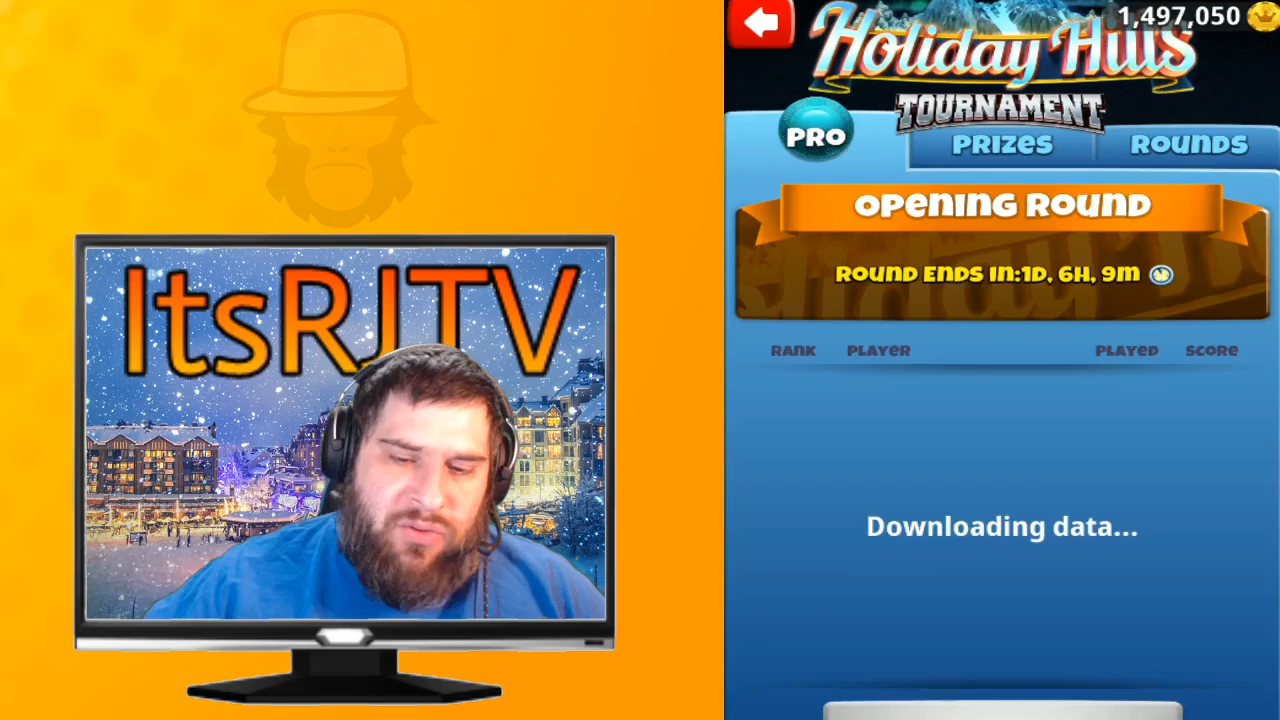 ItsRJTV
1,497,050
Holiday Hills
TOURNAMENT
PRO
PRIZES
ROUNDS
OPENING ROUND
ROUND ENDS IN:1D, 6H, 9M
RANK PLAYER PLAYED SCORE
Downloading data...